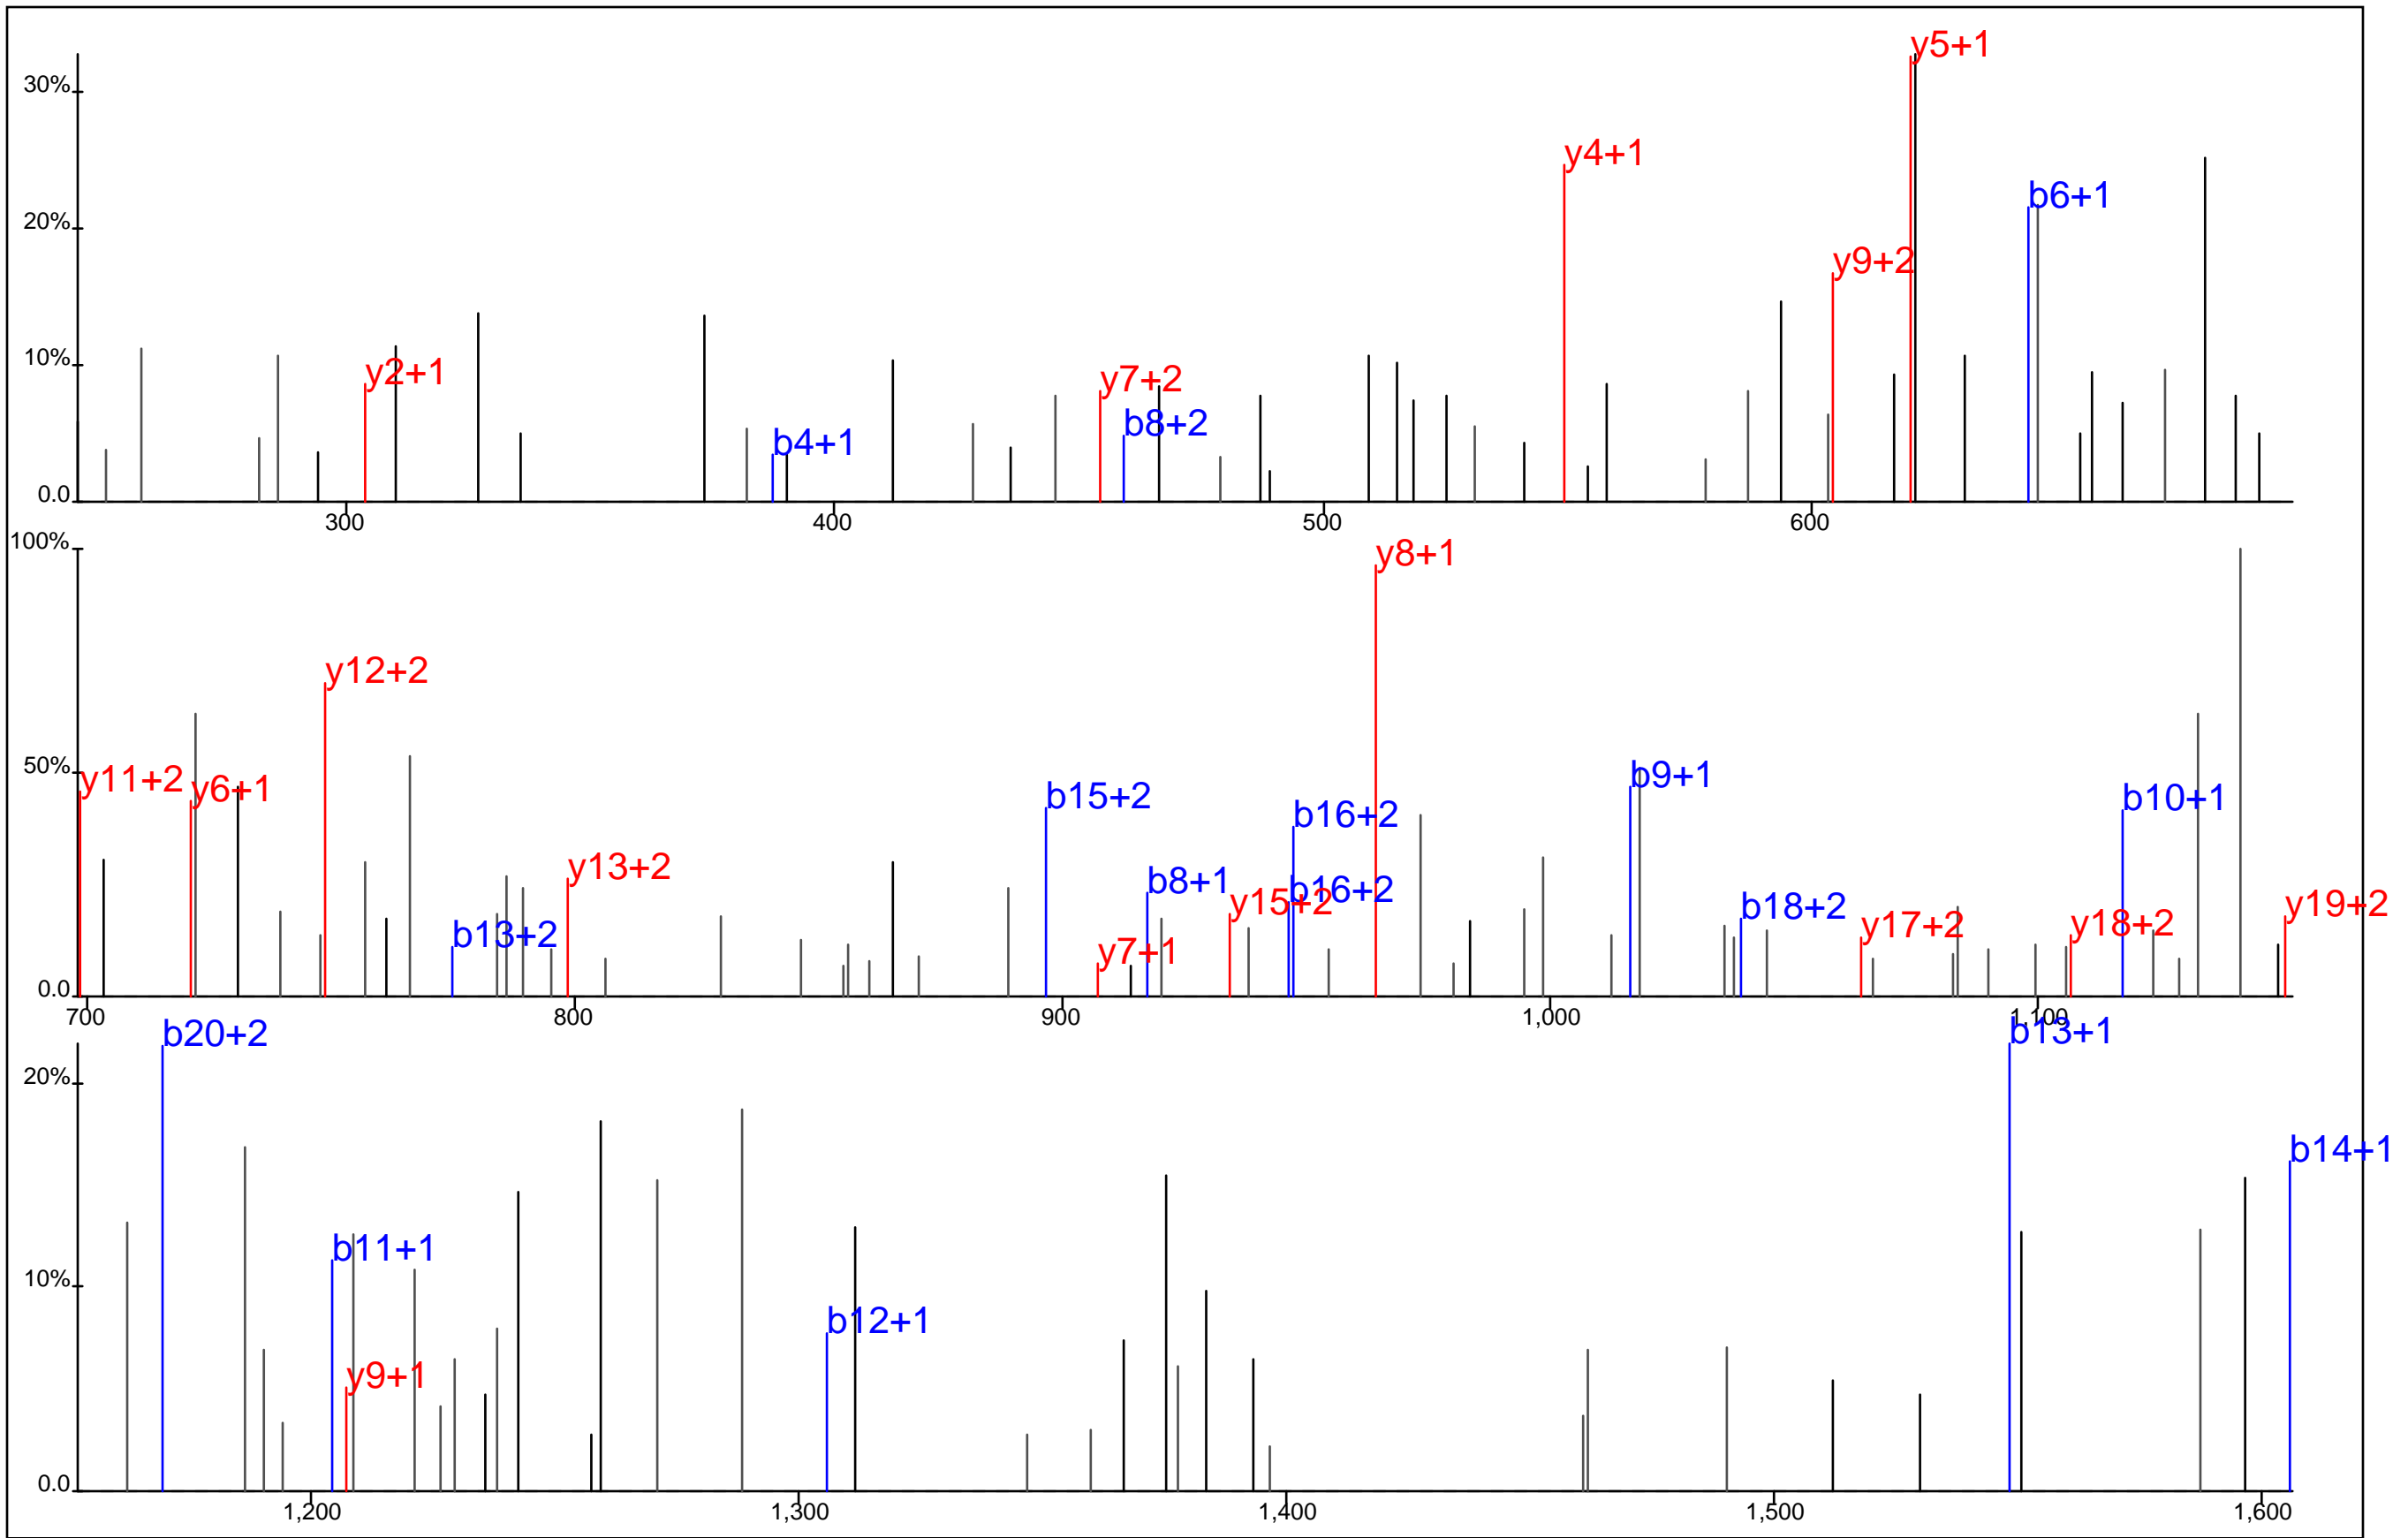 30%
20%
10%
0.0
y5+1
y4+1
b6+1
y9+2
y2+1
y7+2
b8+2
b4+1
300
400
500
600
100%
50%
0.0
y8+1
y12+2
y11+2
y6+1
b15+2
b9+1
b10+1
b16+2
y13+2
b8+1
b16+2
y15+2
b18+2
y19+2
b13+2
y7+1
y17+2
y18+2
700
800
900
1,000
1,100
20%
10%
0.0
b20+2
b13+1
b14+1
b11+1
b12+1
y9+1
1,200
1,300
1,400
1,500
1,600